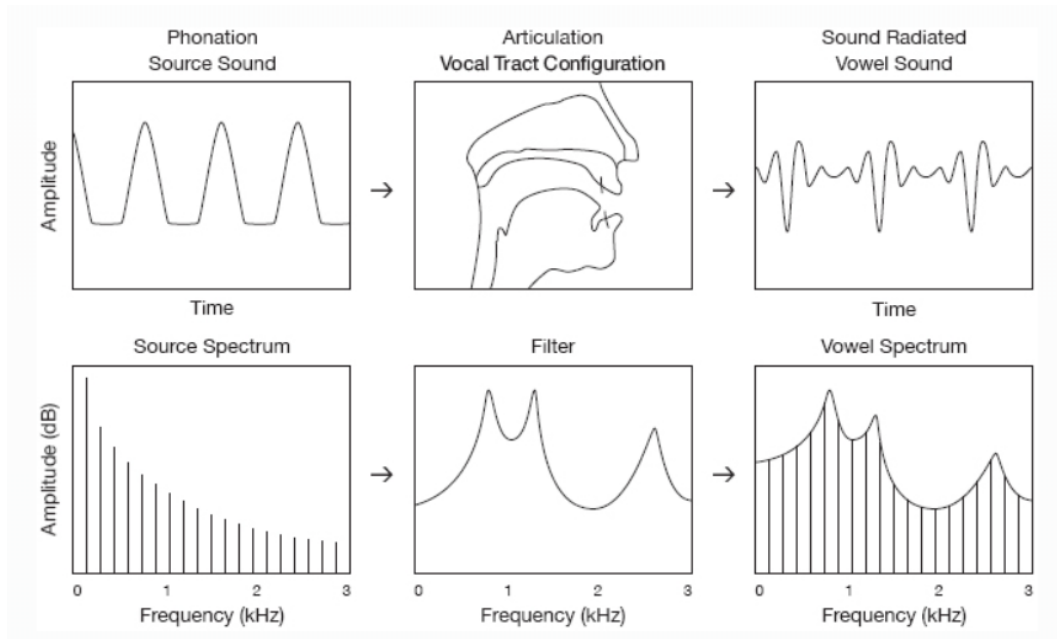 Phonation
Source Sound
Articulation
Vocal Tract Configuration
Sound Radiated
Vowel Sound
Amplitude
→
→
Time
Time
Source Spectrum
Filter
Vowel Spectrum
Amplitude (dB)
→
→
0 1 2 3
0 1 2 3
0 1 2 3
Frequency (kHz)
Frequency (kHz)
Frequency (kHz)